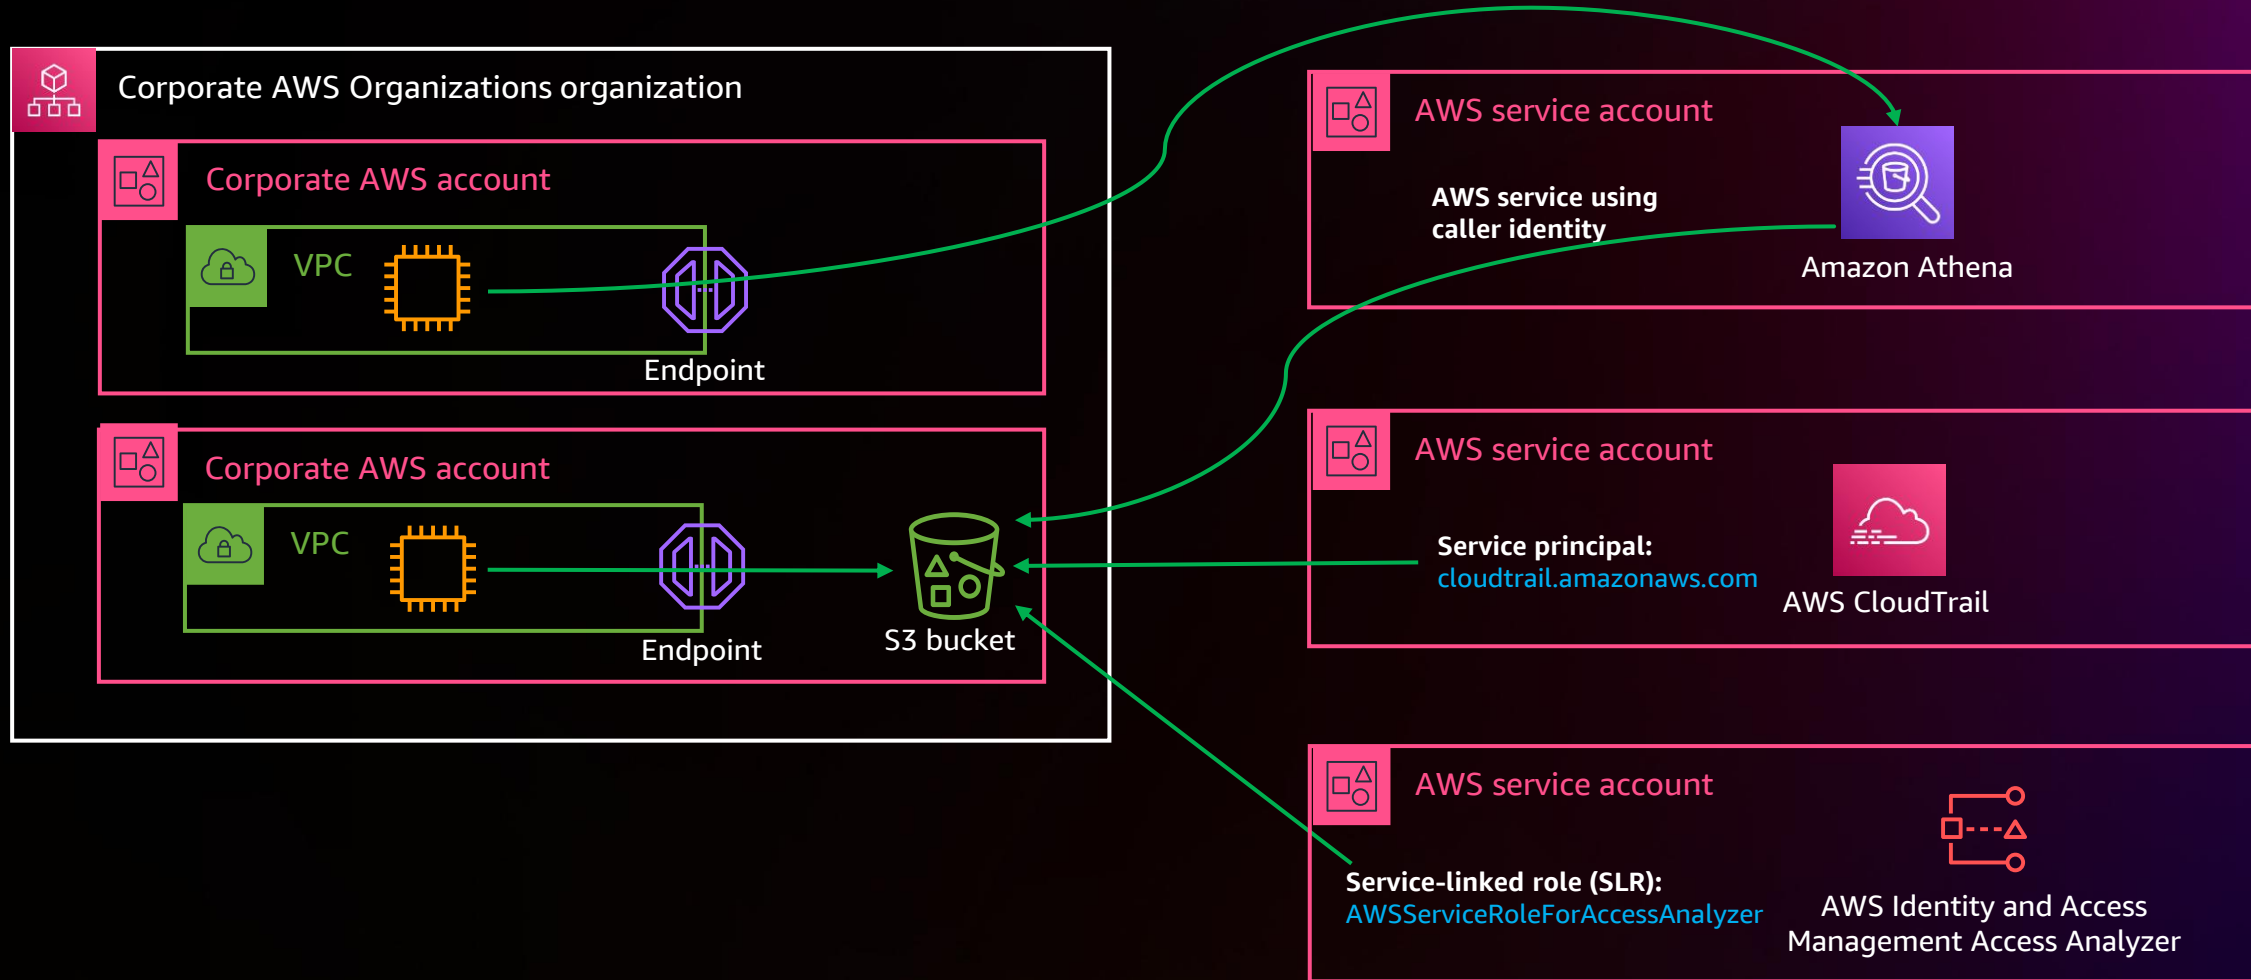 Corporate AWS Organizations organization
Corporate AWS account
VPC
Endpoint
Corporate AWS account
VPC
Endpoint
S3 bucket
AWS service account
AWS service using
caller identity
Amazon Athena
AWS service account
Service principal:
cloudtrail.amazonaws.com
AWS CloudTrail
AWS service account
Service-linked role (SLR):
AWSServiceRoleForAccessAnalyzer
AWS Identity and Access
Management Access Analyzer